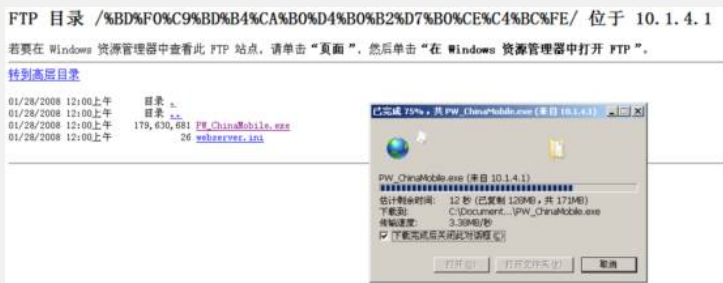 FTP 目录 /%BD%F0%C9%BD%B4%CA%B0%D4%B0%B2%D7%B0%CE%C4%BC%FE/ 位于 10.1.4.1
若要在 Windows 资源管理器中查看此 FTP 站点，请单击“页面”，然后单击“在 Windows 资源管理器中打开 FTP”。
转到高层目录
01/28/2008 12:00上午 目录 .
01/28/2008 12:00上午 目录 ..
01/28/2008 12:00上午 179,630,681 PW_ChinaMobile.exe
01/28/2008 12:00上午 26 webserver.ini
已完成 75%，共 PW_ChinaMobile.exe (来自 10.1.4.1)
PW_ChinaMobile.exe (来自 10.1.4.1)
估计剩余时间: 12 秒 (已复制 128MB，共 171MB)
下载到: C:\Document...\PW_ChinaMobile.exe
传输速度: 3.38MB/秒
下载完成后关闭此对话框(C)
打开(O) 打开文件夹(F) 取消